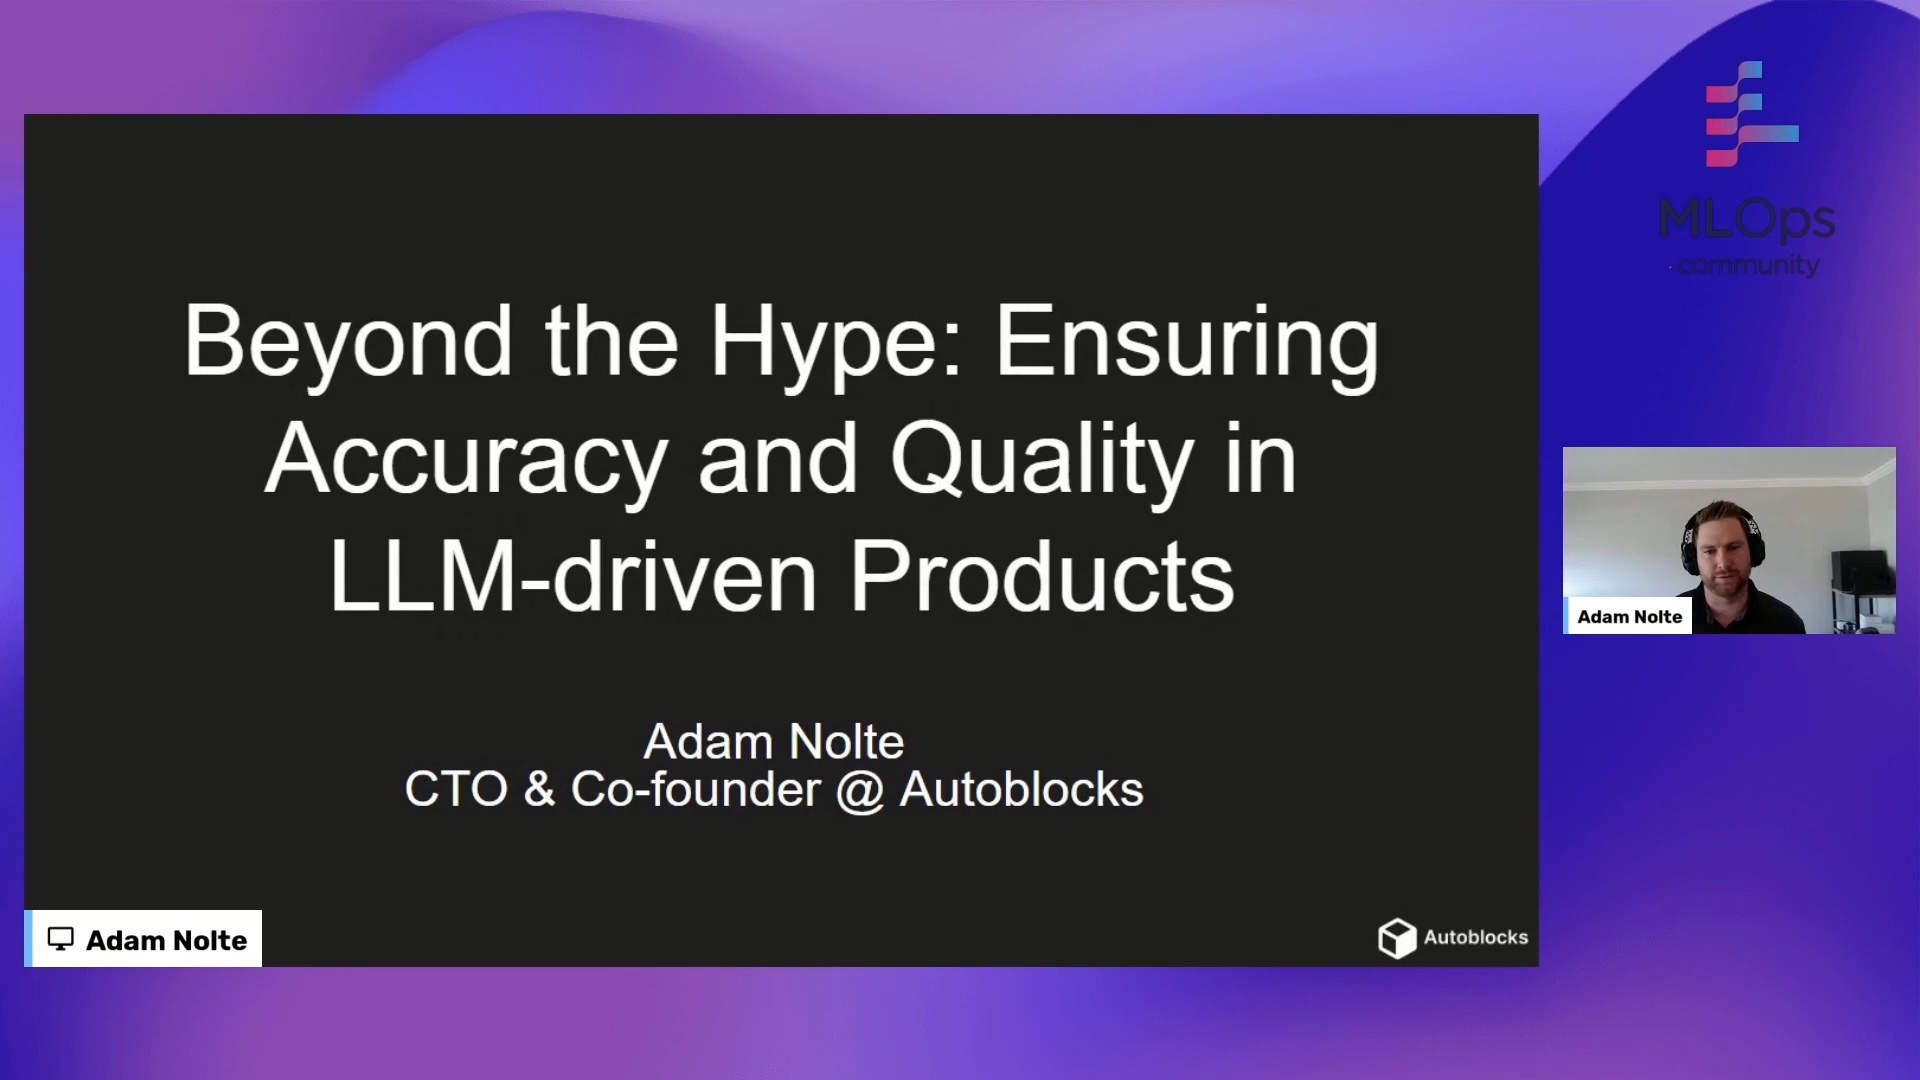 Beyond the Hype: Ensuring
Accuracy and Quality in
LLM-driven Products
Adam Nolte
CTO & Co-founder @ Autoblocks
Adam Nolte
Autoblocks
MLOps
community
Adam Nolte